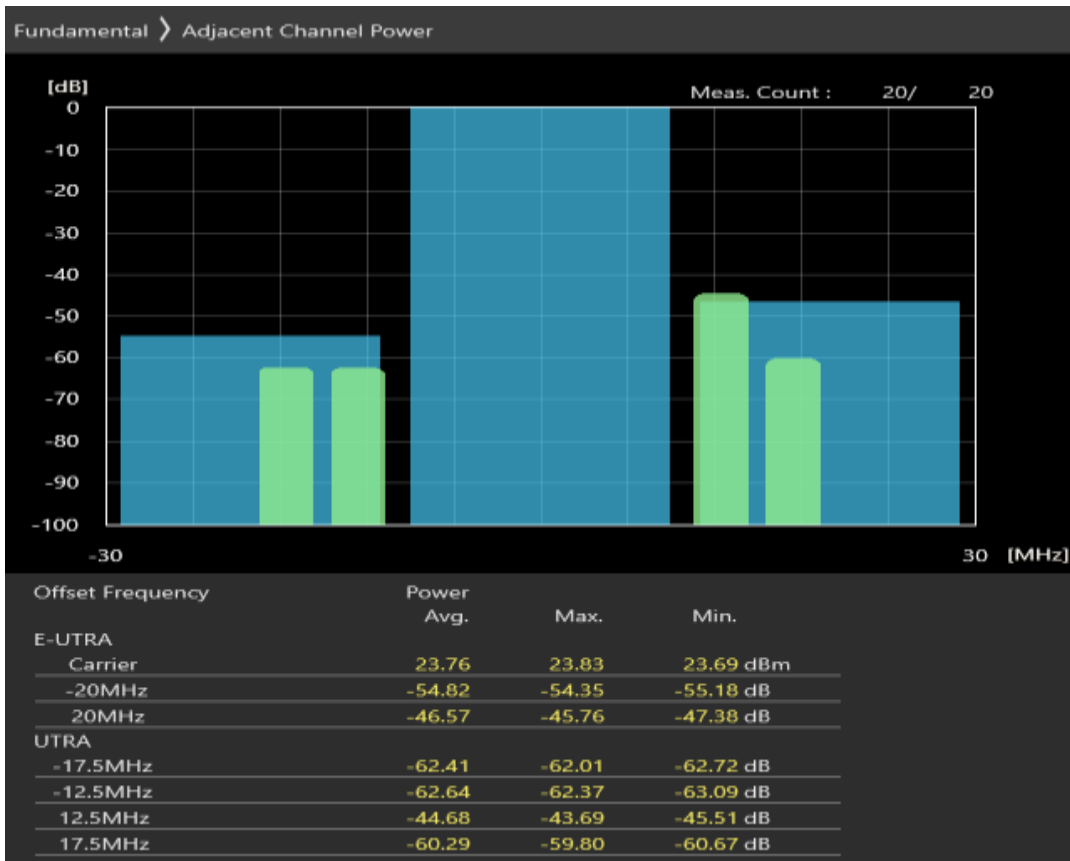 Fundamental 〉 Adjacent Channel Power
[dB]
Meas. Count : 20/ 20
0
-10
-20
-30
-40
-50
-60
-70
-80
-90
-100
-30 30 [MHz]
Offset Frequency Power
Avg. Max. Min.
E-UTRA
Carrier 23.76 23.83 23.69 dBm
-20MHz -54.82 -54.35 -55.18 dB
20MHz -46.57 -45.76 -47.38 dB
UTRA
-17.5MHz -62.41 -62.01 -62.72 dB
-12.5MHz -62.64 -62.37 -63.09 dB
12.5MHz -44.68 -43.69 -45.51 dB
17.5MHz -60.29 -59.80 -60.67 dB